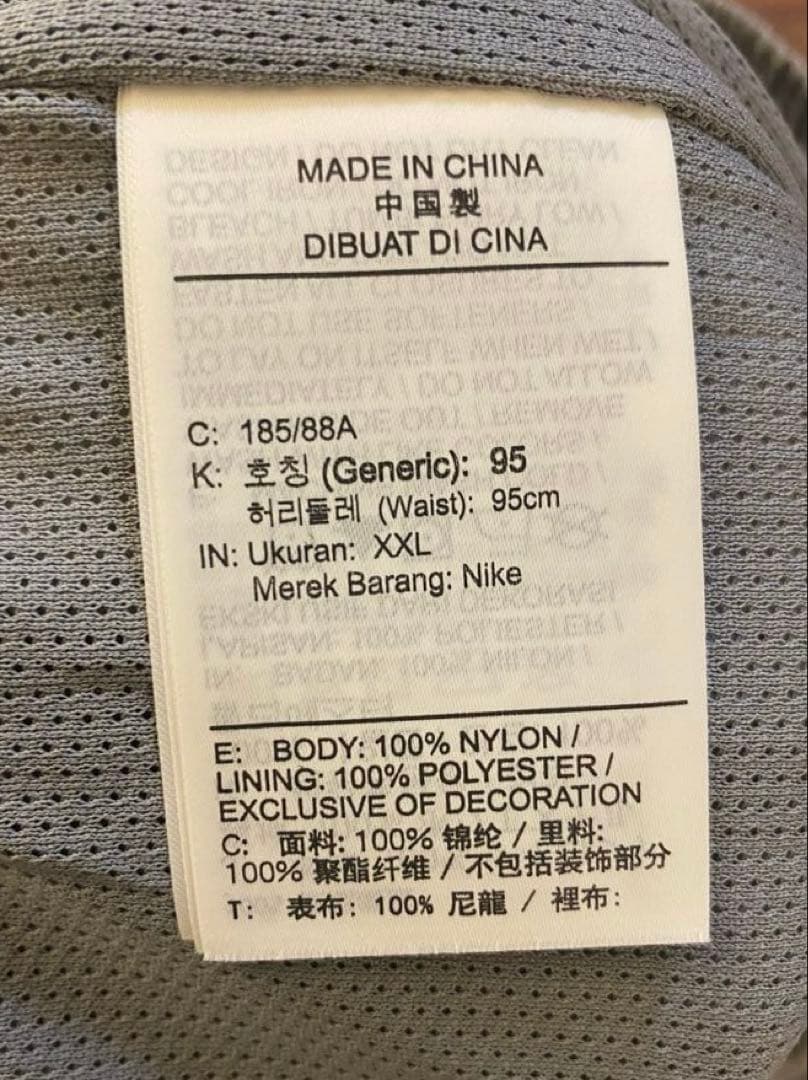 MADE IN CHINA
中国製
DIBUAT DI CINA
C: 185/88A
K: 호칭 (Generic): 95
허리둘레 (Waist): 95cm
IN: Ukuran: XXL
Merek Barang: Nike
E: BODY: 100% NYLON /
LINING: 100% POLYESTER /
EXCLUSIVE OF DECORATION
C: 面料: 100% 锦纶 / 里料:
100% 聚酯纤维 / 不包括装饰部分
T: 表布: 100% 尼龍 / 裡布: